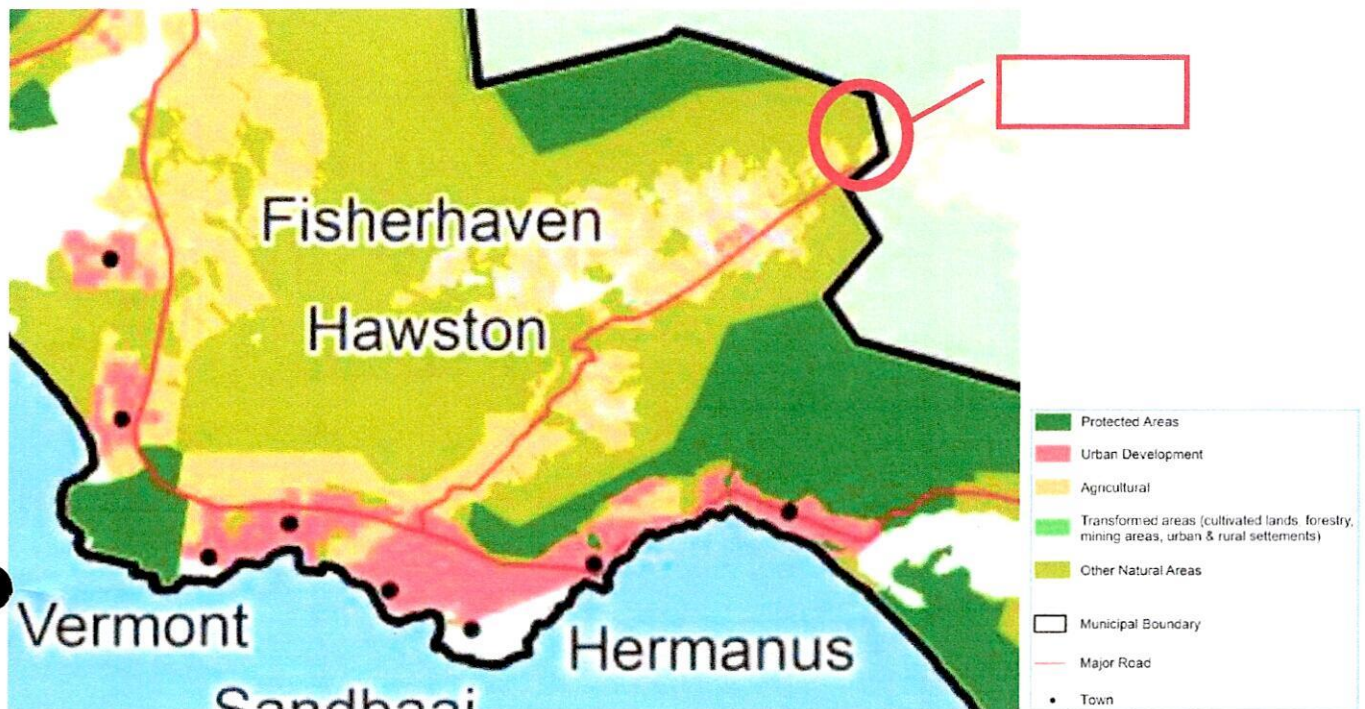 Fisherhaven
Hawston
Vermont
Hermanus
Sandbaai
Protected Areas
Urban Development
Agricultural
Transformed areas (cultivated lands forestry,
mining areas, urban & rural settements)
Other Natural Areas
Municipal Boundary
Major Road
Town